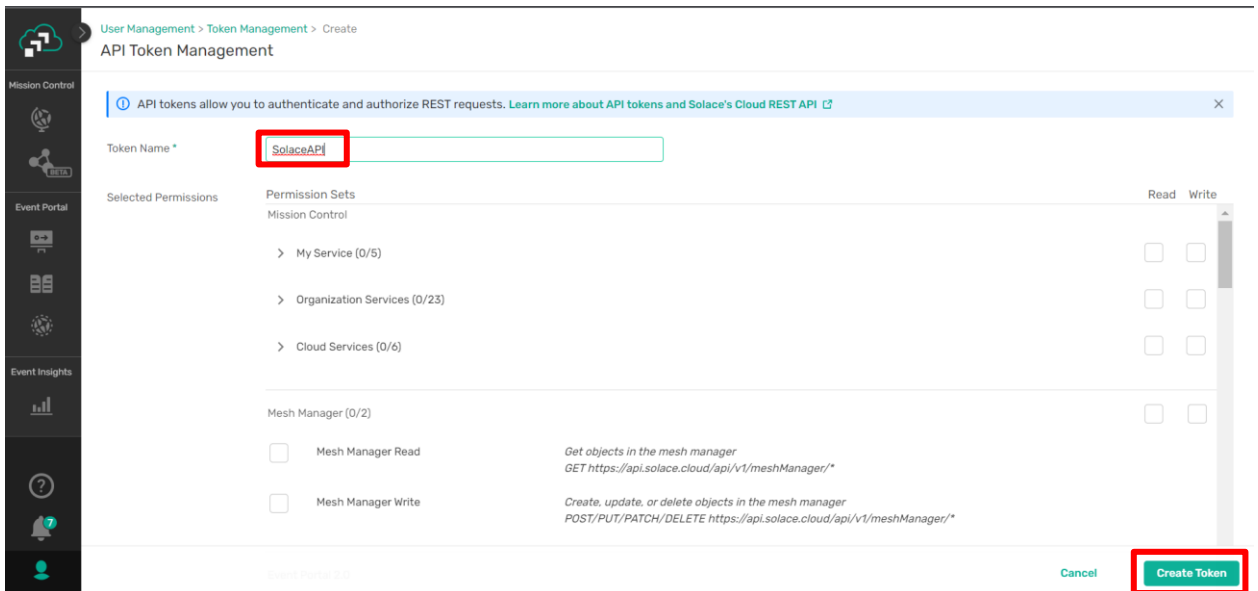 User Management > Token Management > Create
API Token Management
Mission Control
API tokens allow you to authenticate and authorize REST requests. Learn more about API tokens and Solace's Cloud REST API
Token Name *
SolaceAPI
BETA
Selected Permissions
Permission Sets
Read Write
Mission Control
Event Portal
My Service (0/5)
Organization Services (0/23)
Cloud Services (0/6)
Event Insights
Mesh Manager (0/2)
Mesh Manager Read
Get objects in the mesh manager
GET https://api.solace.cloud/api/v1/meshManager/*
Mesh Manager Write
Create, update, or delete objects in the mesh manager
POST/PUT/PATCH/DELETE https://api.solace.cloud/api/v1/meshManager/*
7
Event Portal 2.0
Cancel
Create Token